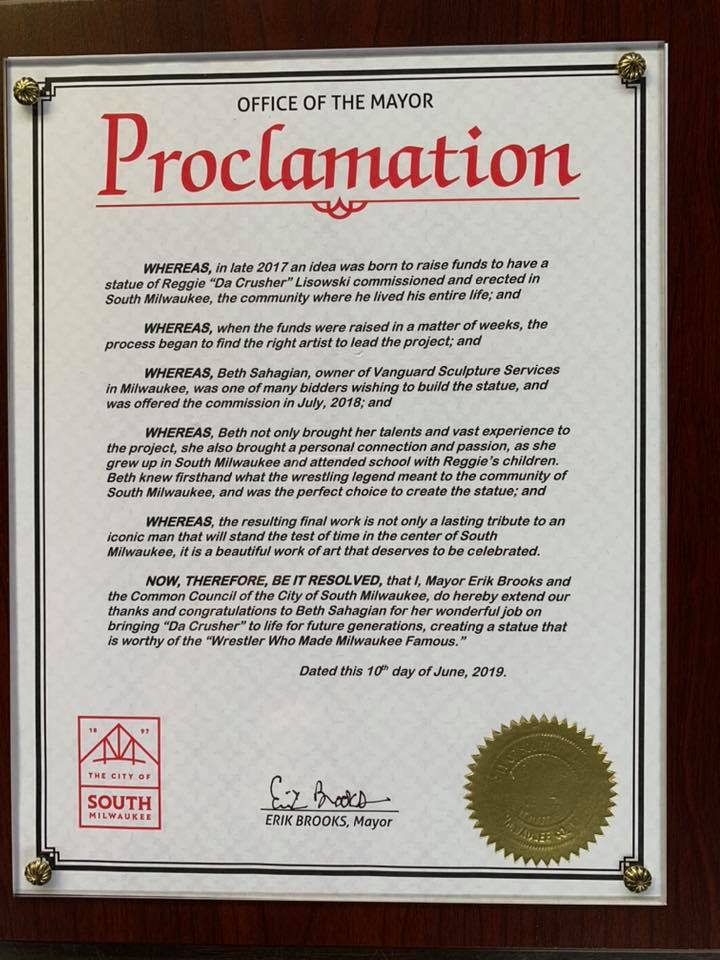 OFFICE OF THE MAYOR
Proclamation
WHEREAS, in late 2017 an idea was born to raise funds to have a
statue of Reggie "Da Crusher" Lisowski commissioned and erected in
South Milwaukee, the community where he lived his entire life; and
WHEREAS, when the funds were raised in a matter of weeks, the
process began to find the right artist to lead the project; and
WHEREAS, Beth Sahagian, owner of Vanguard Sculpture Services
in Milwaukee, was one of many bidders wishing to build the statue, and
was offered the commission in July, 2018; and
WHEREAS, Beth not only brought her talents and vast experience to
the project, she also brought a personal connection and passion, as she
grew up in South Milwaukee and attended school with Reggie's children.
Beth knew firsthand what the wrestling legend meant to the community of
South Milwaukee, and was the perfect choice to create the statue; and
WHEREAS, the resulting final work is not only a lasting tribute to an
iconic man that will stand the test of time in the center of South
Milwaukee, it is a beautiful work of art that deserves to be celebrated.
NOW, THEREFORE, BE IT RESOLVED, that I, Mayor Erik Brooks and
the Common Council of the City of South Milwaukee, do hereby extend our
thanks and congratulations to Beth Sahagian for her wonderful job on
bringing "Da Crusher" to life for future generations, creating a statue that
is worthy of the "Wrestler Who Made Milwaukee Famous."
Dated this 10th day of June, 2019.
18 97
THE CITY OF
SOUTH
MILWAUKEE
Erik Brooks
ERIK BROOKS, Mayor